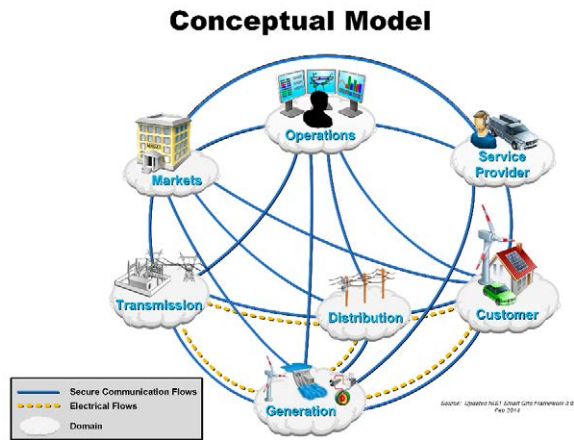 Conceptual Model
Operations
Markets
Service
Provider
Transmission
Distribution
Customer
Generation
Secure Communication Flows
Electrical Flows
Domain
Source: Updated NIST Smart Grid Framework 3.0
Feb 2014